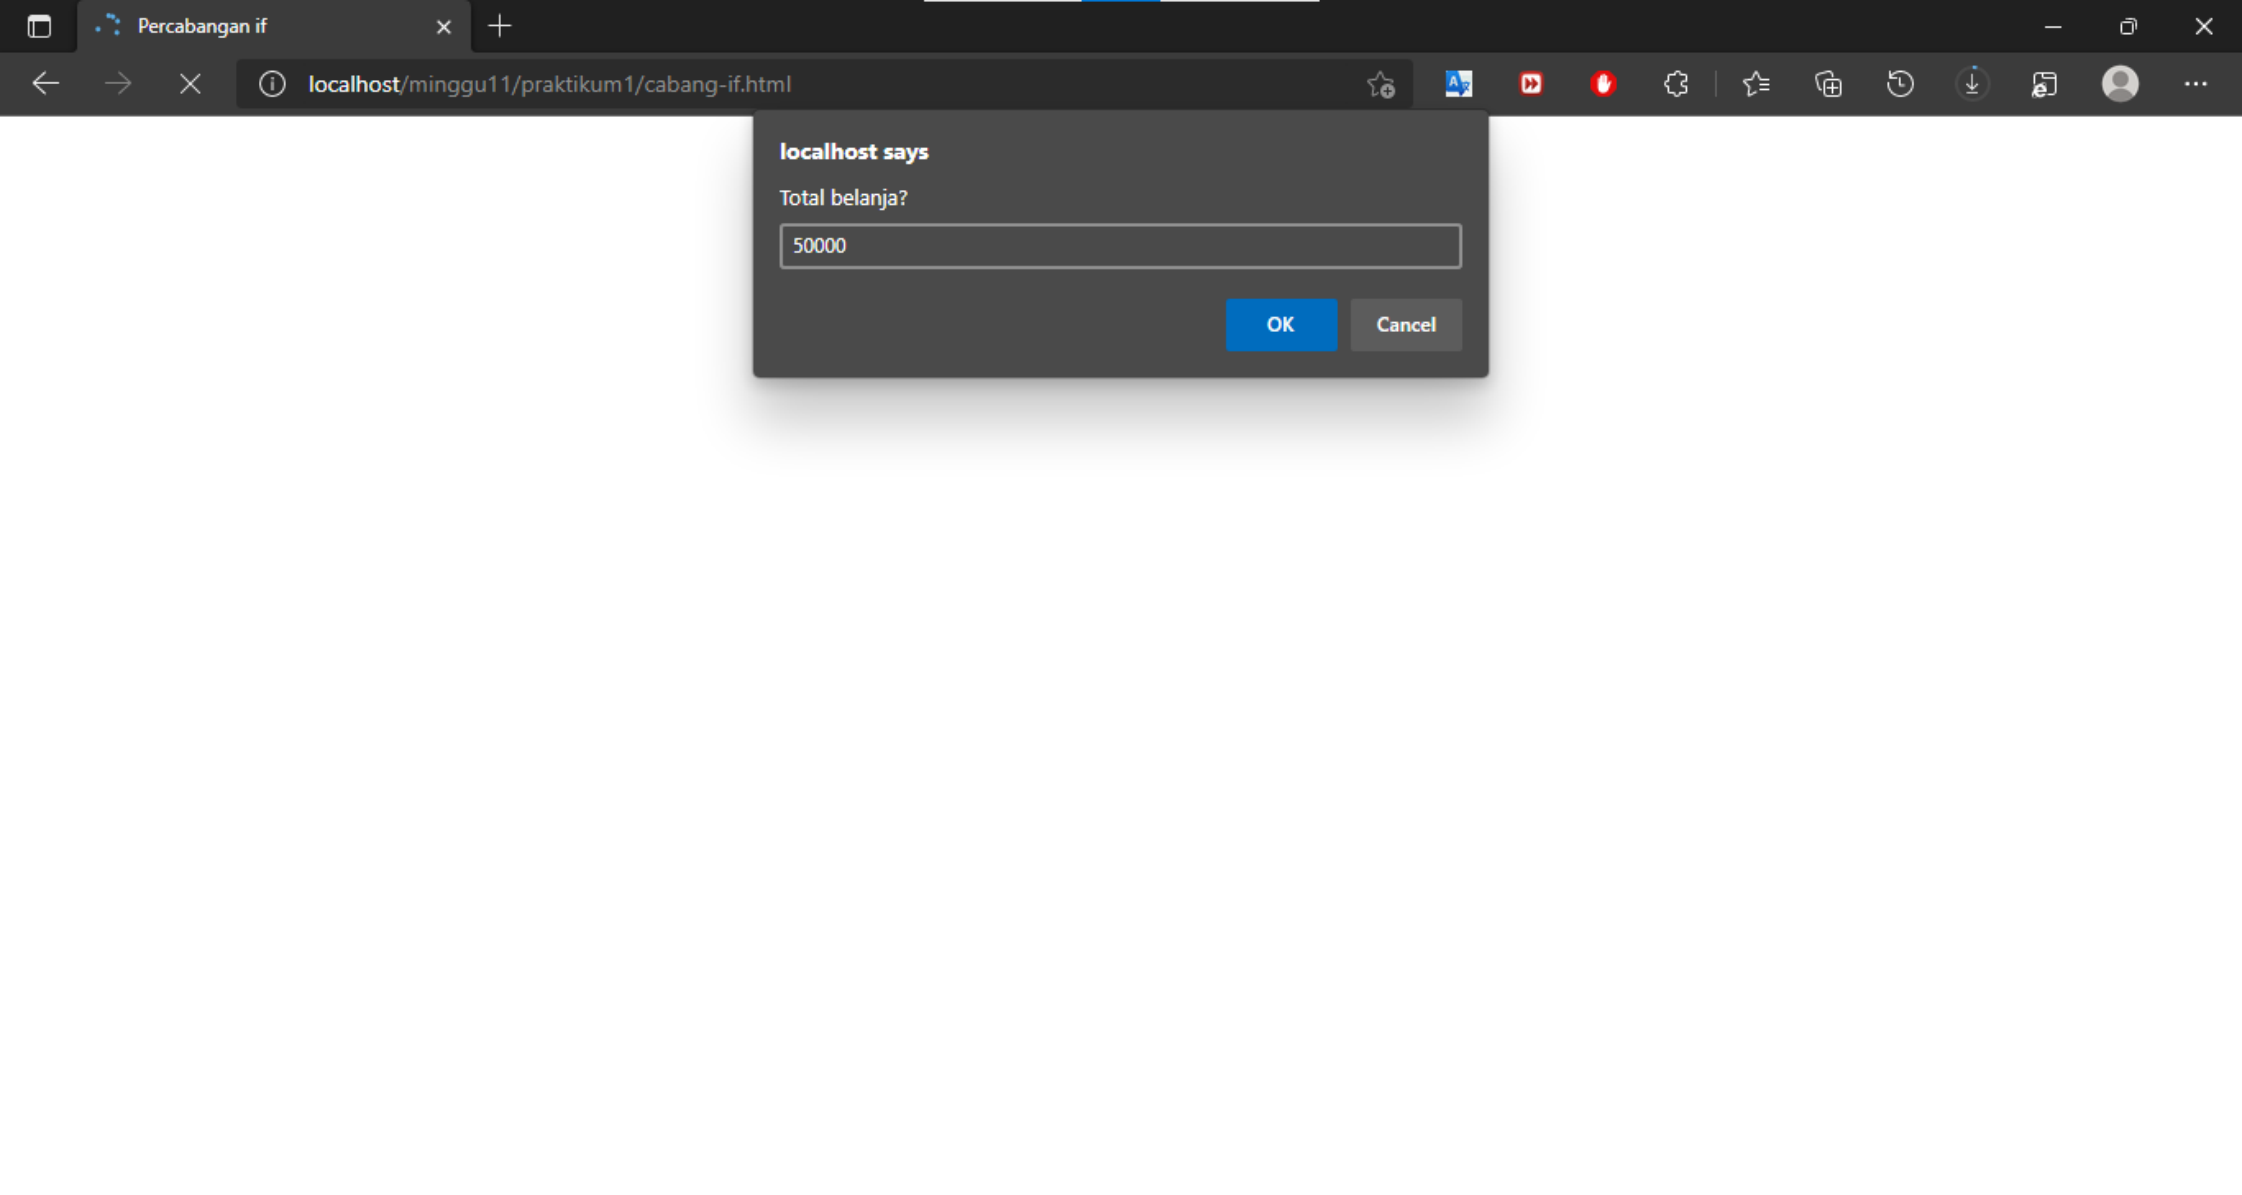 Percabangan if
localhost/minggu11/praktikum1/cabang-if.html
localhost says
Total belanja?
50000
OK Cancel